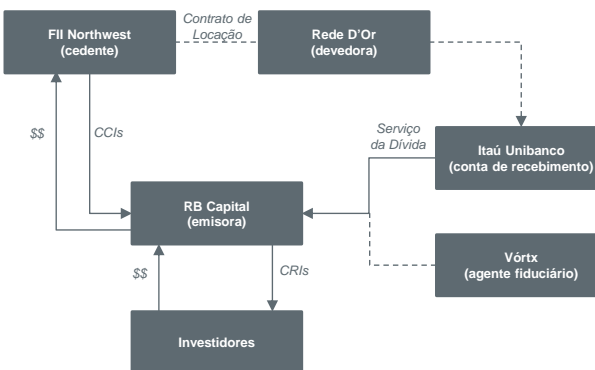 FII Northwest
(cedente)
Contrato de
Locação
Rede D'Or
(devedora)
$$
CCIs
Serviço
da Dívida
Itaú Unibanco
(conta de recebimento)
RB Capital
(emisora)
Vórtx
(agente fiduciário)
$$
CRIs
Investidores